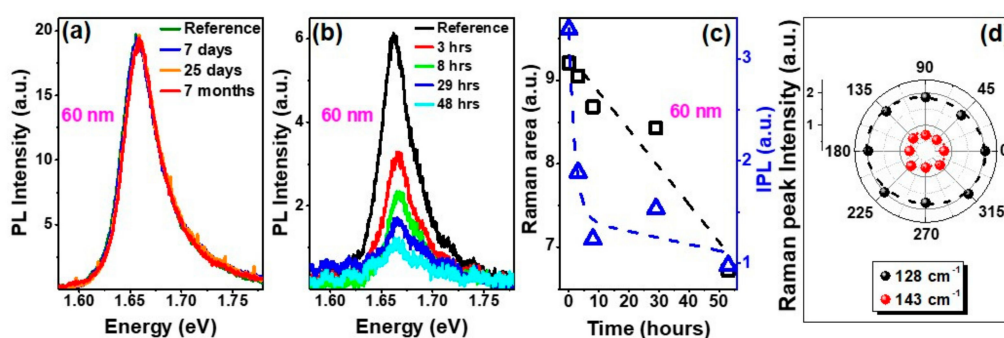 (a)
Reference
7 days
25 days
7 months
60 nm
20
15
10
5
PL Intensity (a.u.)
1.60
1.65
1.70
1.75
Energy (eV)
(b)
Reference
3 hrs
8 hrs
29 hrs
48 hrs
60 nm
6
4
2
0
PL Intensity (a.u.)
1.60
1.65
1.70
1.75
Energy (eV)
(c)
60 nm
9
8
7
Raman area (a.u.)
3
2
1
IPL (a.u.)
0
10
20
30
40
50
Time (hours)
(d)
Raman peak Intensity (a.u.)
2
1
90
135
45
180
0
225
315
270
128 cm⁻¹
143 cm⁻¹